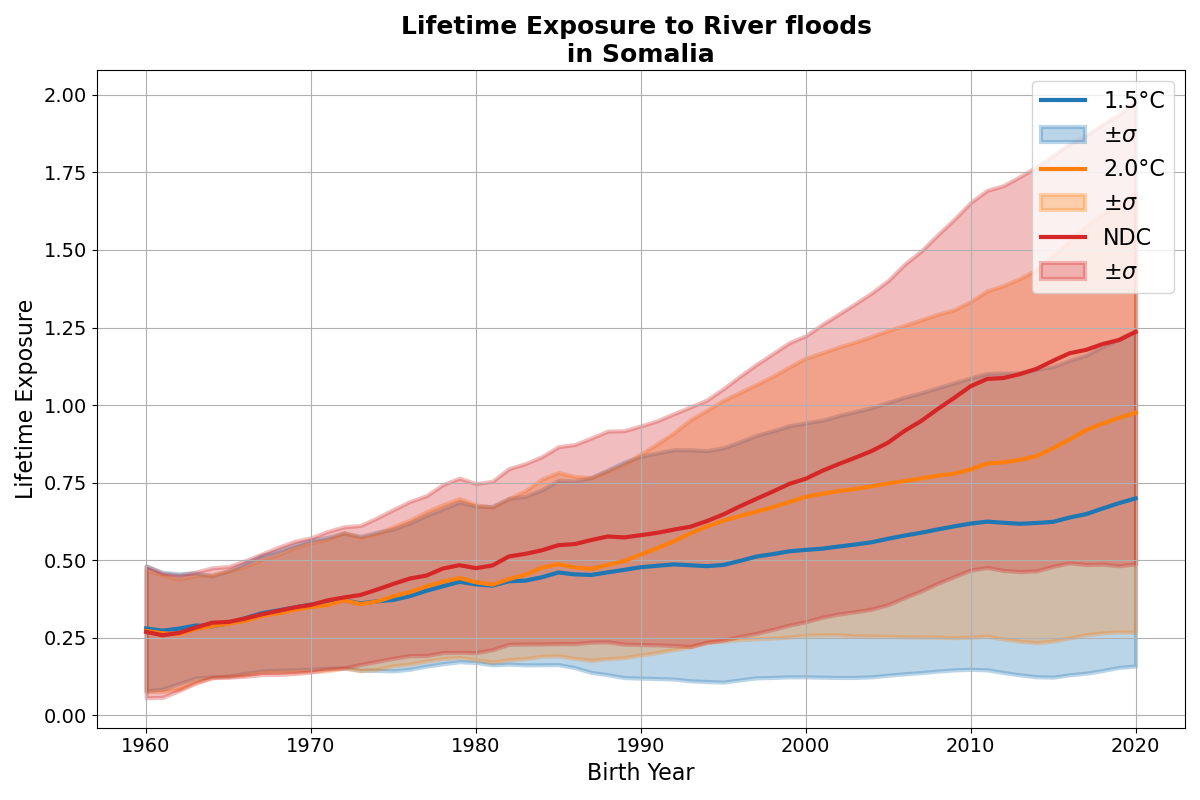 Lifetime Exposure to River floods
in Somalia
1.5°C
±σ
2.0°C
±σ
NDC
±σ
Lifetime Exposure
2.00
1.75
1.50
1.25
1.00
0.75
0.50
0.25
0.00
1960 1970 1980 1990 2000 2010 2020
Birth Year